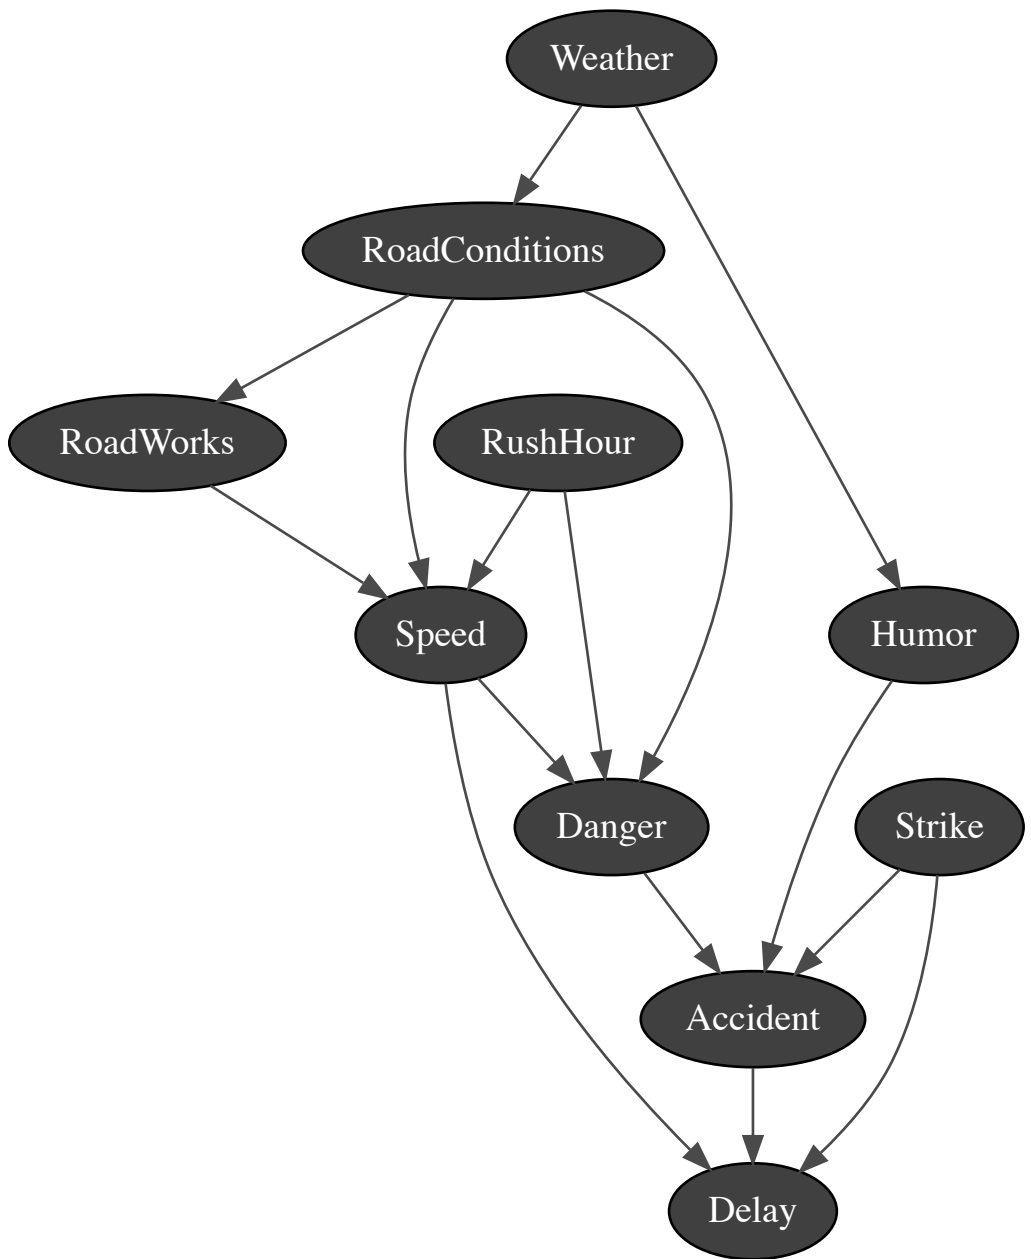 Weather
RoadConditions
RoadWorks
RushHour
Speed
Humor
Danger
Strike
Accident
Delay